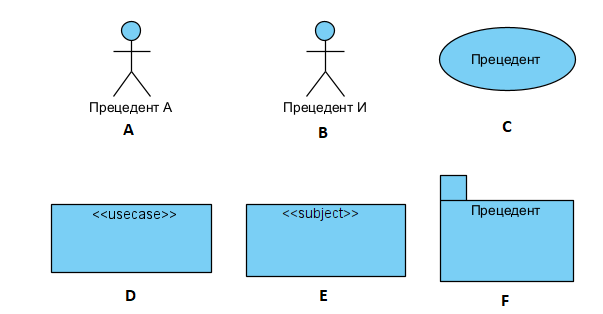 Прецедент А
Прецедент И
Прецедент
A
B
C
<<usecase>>
<<subject>>
Прецедент
D
E
F